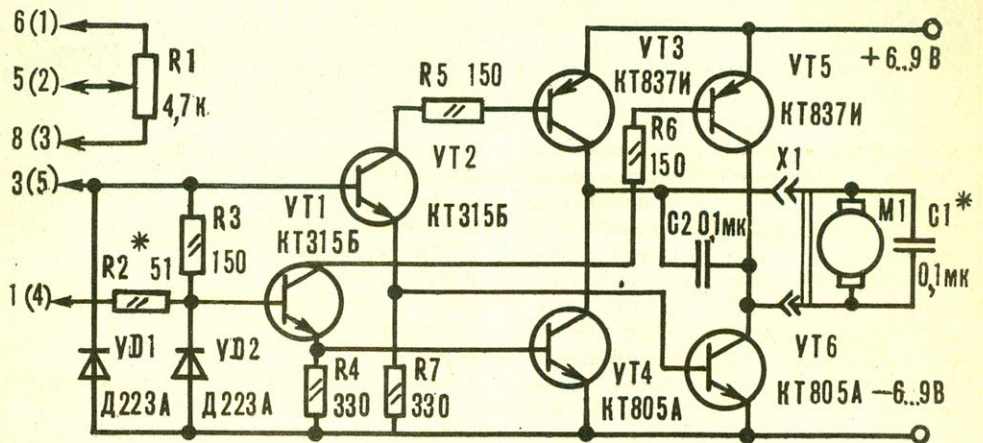 6 (1)
R1
4,7к
5 (2)
8 (3)
3 (5)
R5 150
VT3
КТ837И
VT5
КТ837И
+6...9 В
R6
150
VT2
КТ315Б
VT1
КТ315Б
R3
150
R2* 51
1 (4)
X1
C2 0,1мк
M1
C1*
0,1мк
VD1
Д223А
VD2
Д223А
R4
330
R7
330
VT4
КТ805А
VT6
КТ805А
–6...9В